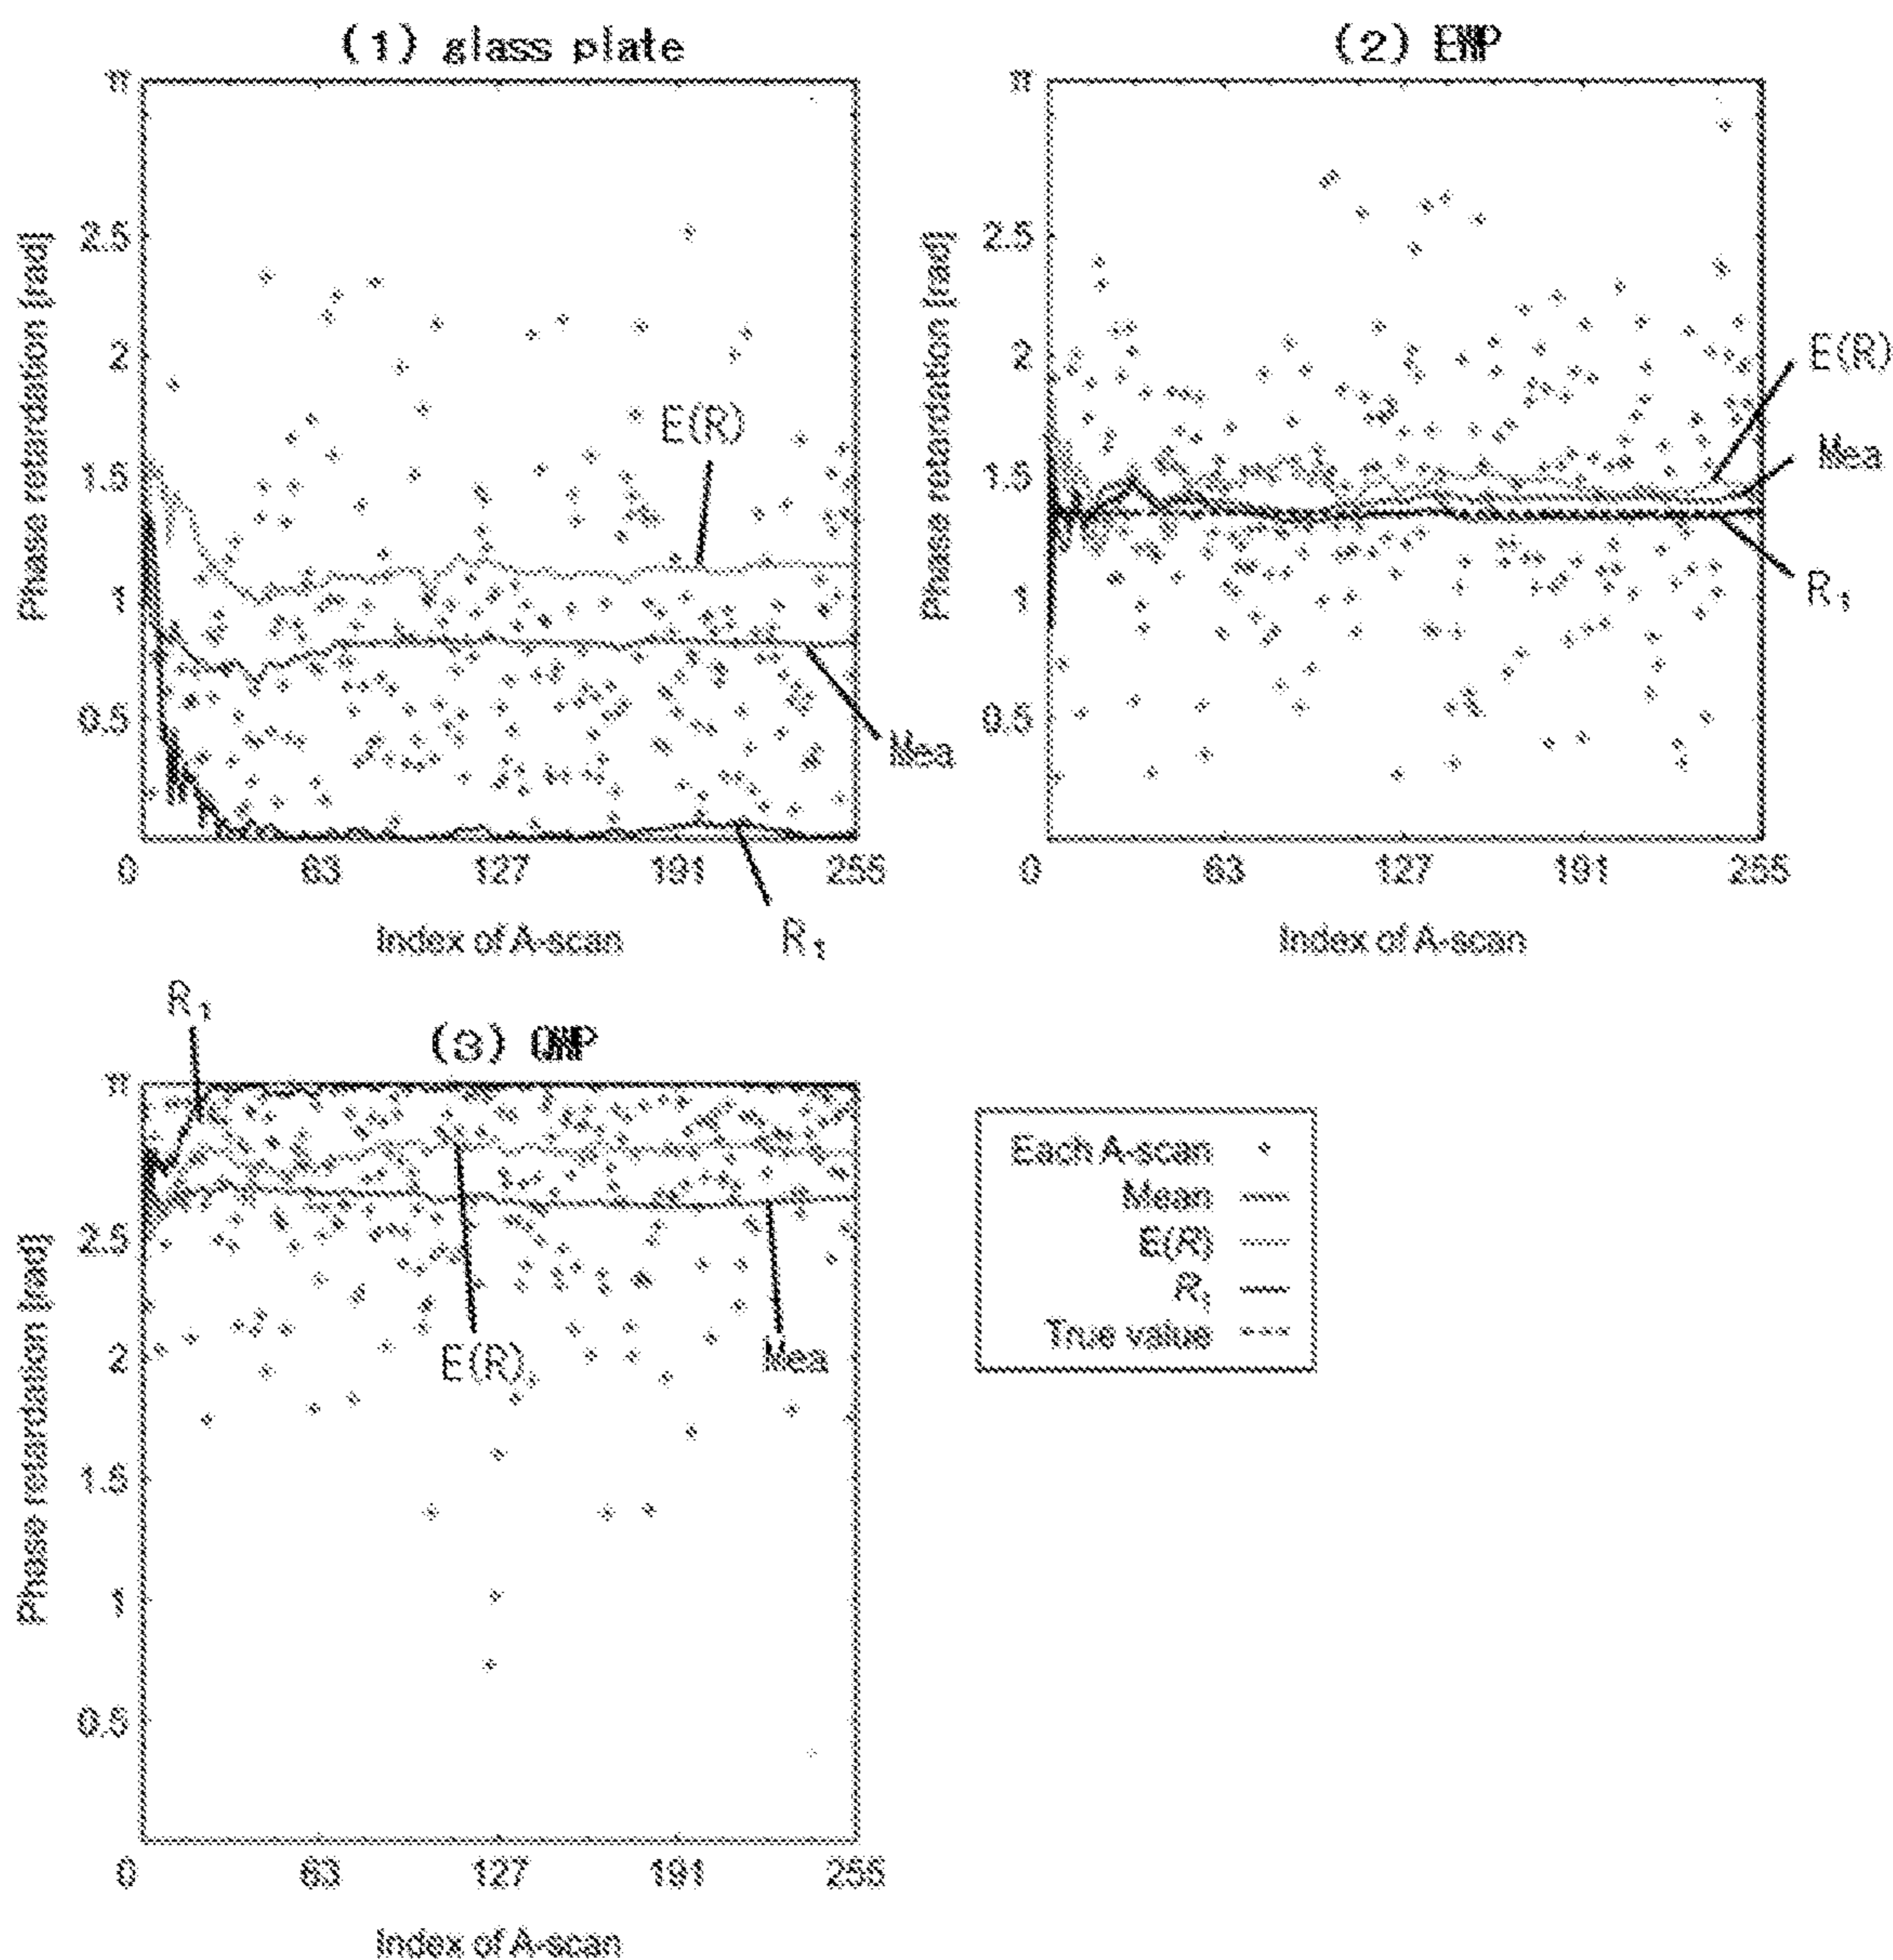 (1) glass plate
Phase retardation [rad]
π
2.5
2
1.5
1
0.5
0 63 127 191 255
Index of A-scan
E(R)
Mea
R₁
(2) EWP
Phase retardation [rad]
π
2.5
2
1.5
1
0.5
0 63 127 191 255
Index of A-scan
E(R)
Mea
R₁
(3) QWP
Phase retardation [rad]
π
2.5
2
1.5
1
0.5
0 63 127 191 255
Index of A-scan
R₁
E(R)
Mea
Each A-scan
Mean
E(R)
R₁
True value